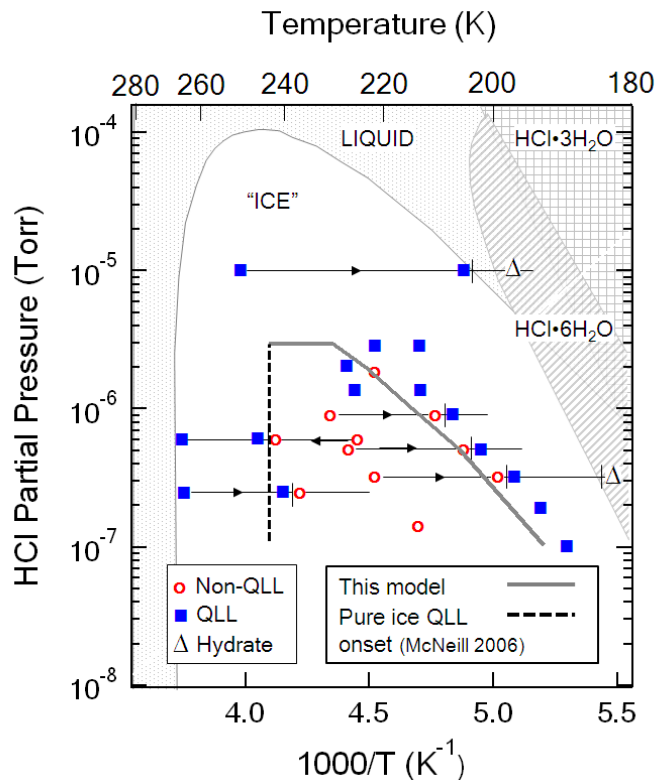 Temperature (K)
280 260 240 220 200 180
10⁻⁴
LIQUID
HCl•3H₂O
"ICE"
10⁻⁵
Δ
HCl•6H₂O
HCl Partial Pressure (Torr)
10⁻⁶
Δ
10⁻⁷
Non-QLL
QLL
Δ Hydrate
This model
Pure ice QLL
onset (McNeill 2006)
10⁻⁸
4.0 4.5 5.0 5.5
1000/T (K⁻¹)